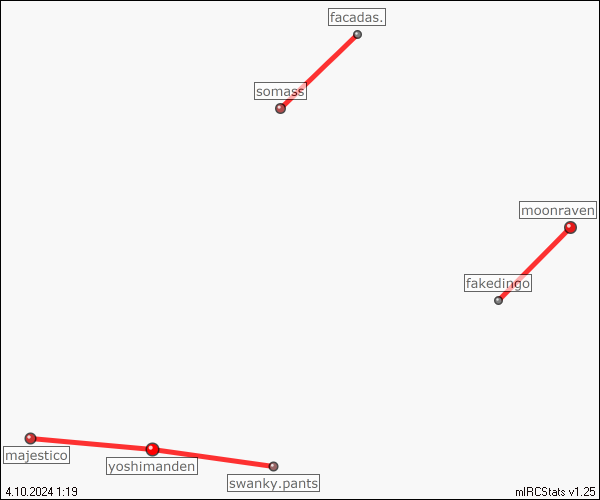 facadas.
somass
moonraven
fakedingo
majestico
yoshimanden
swanky.pants
4.10.2024 1:19
mIRCStats v1.25